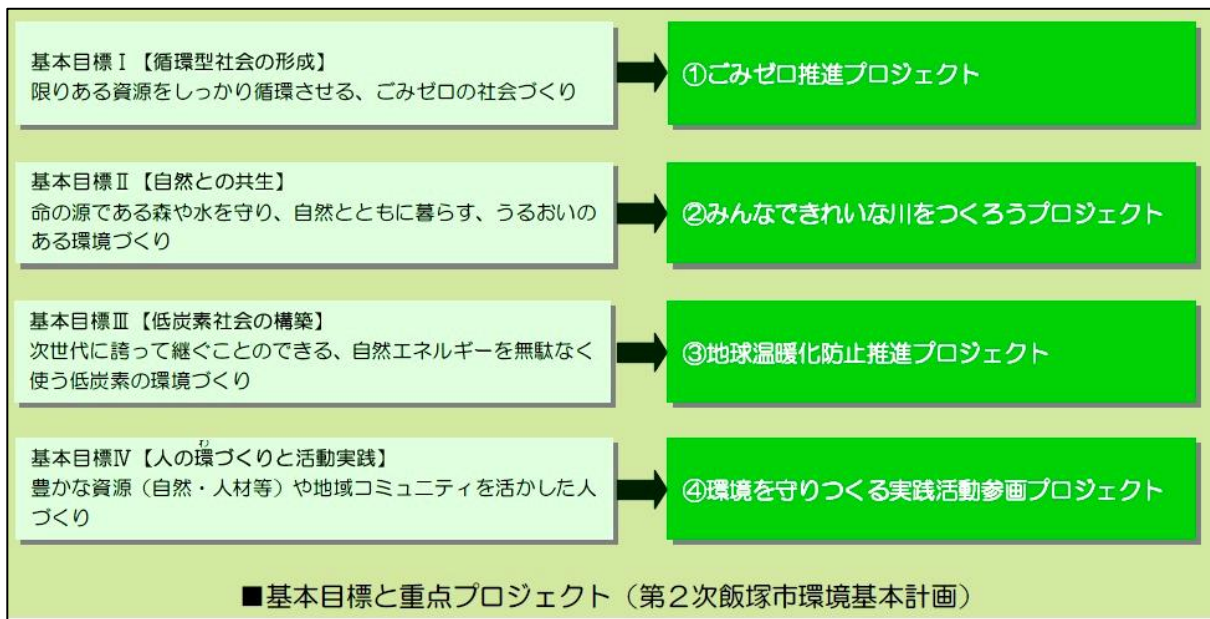 基本目標Ⅰ【循環型社会の形成】
限りある資源をしっかり循環させる、ごみゼロの社会づくり
①ごみゼロ推進プロジェクト
基本目標Ⅱ【自然との共生】
命の源である森や水を守り、自然とともに暮らす、うるおいの
ある環境づくり
②みんなできれいな川をつくろうプロジェクト
基本目標Ⅲ【低炭素社会の構築】
次世代に誇って継ぐことのできる、自然エネルギーを無駄なく
使う低炭素の環境づくり
③地球温暖化防止推進プロジェクト
わ
基本目標Ⅳ【人の環づくりと活動実践】
豊かな資源（自然・人材等）や地域コミュニティを活かした人
づくり
④環境を守りつくる実践活動参画プロジェクト
■基本目標と重点プロジェクト（第２次飯塚市環境基本計画）